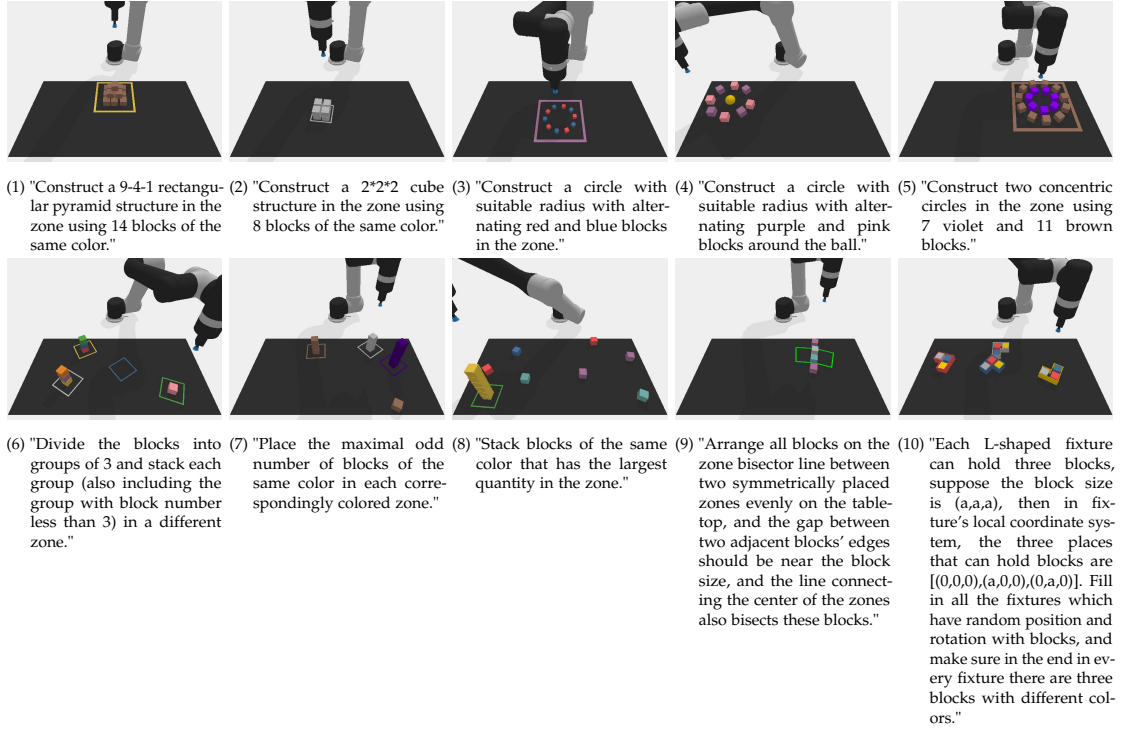 (1) "Construct a 9-4-1 rectangu-
lar pyramid structure in the
zone using 14 blocks of the
same color."
(2) "Construct a 2*2*2 cube
structure in the zone using
8 blocks of the same color."
(3) "Construct a circle with
suitable radius with alter-
nating red and blue blocks
in the zone."
(4) "Construct a circle with
suitable radius with alter-
nating purple and pink
blocks around the ball."
(5) "Construct two concentric
circles in the zone using
7 violet and 11 brown
blocks."
(6) "Divide the blocks into
groups of 3 and stack each
group (also including the
group with block number
less than 3) in a different
zone."
(7) "Place the maximal odd
number of blocks of the
same color in each corre-
spondingly colored zone."
(8) "Stack blocks of the same
color that has the largest
quantity in the zone."
(9) "Arrange all blocks on the
zone bisector line between
two symmetrically placed
zones evenly on the table-
top, and the gap between
two adjacent blocks' edges
should be near the block
size, and the line connect-
ing the center of the zones
also bisects these blocks."
(10) "Each L-shaped fixture
can hold three blocks,
suppose the block size
is (a,a,a), then in fix-
ture's local coordinate sys-
tem, the three places
that can hold blocks are
[(0,0,0),(a,0,0),(0,a,0)]. Fill
in all the fixtures which
have random position and
rotation with blocks, and
make sure in the end in ev-
ery fixture there are three
blocks with different col-
ors."